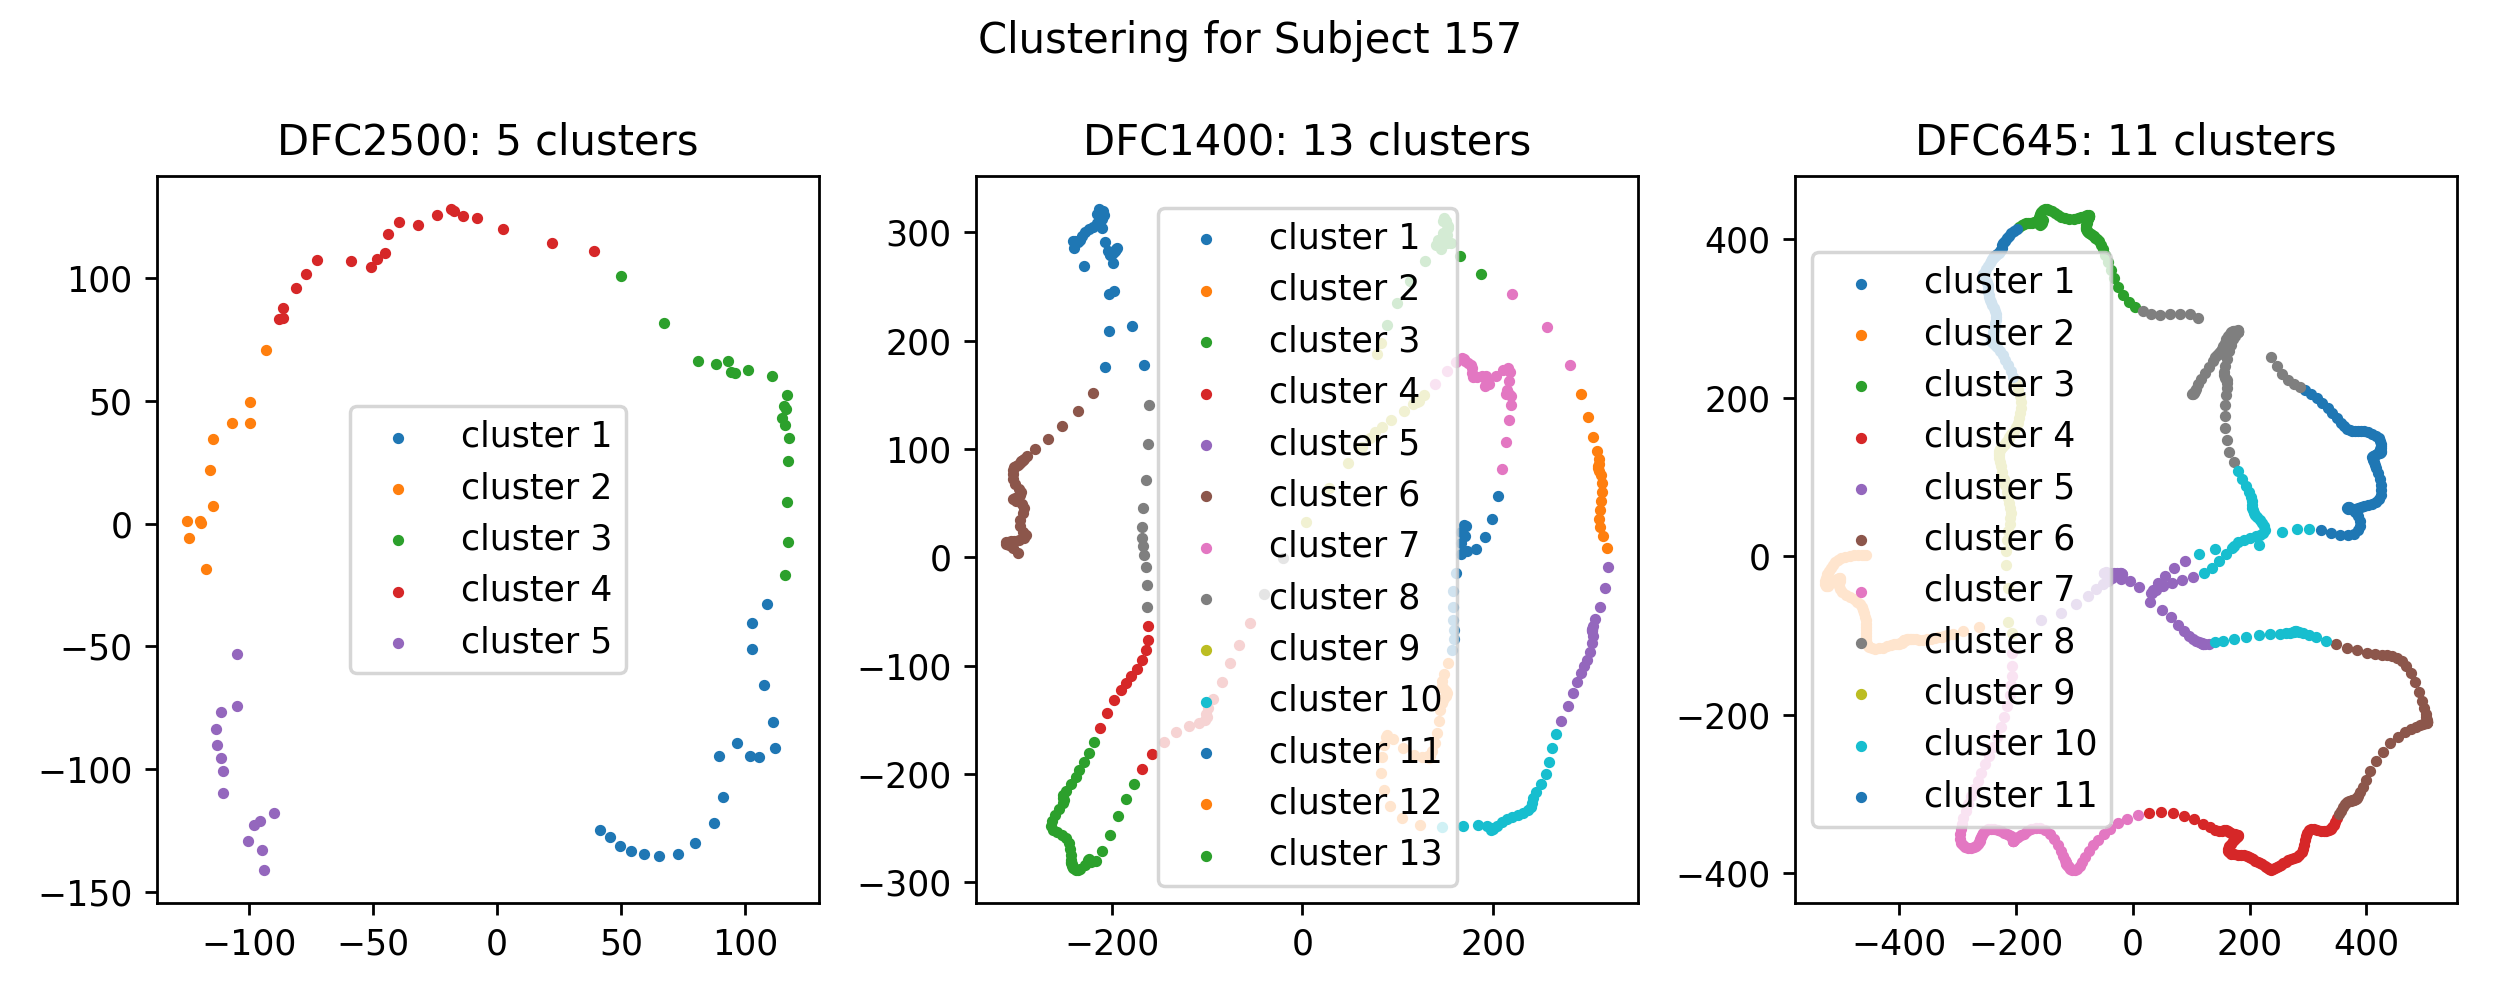 Clustering for Subject 157
DFC2500: 5 clusters
100
50
0
−50
−100
−150
−100
−50
0
50
100
cluster 1
cluster 2
cluster 3
cluster 4
cluster 5
DFC1400: 13 clusters
300
200
100
0
−100
−200
−300
−200
0
200
cluster 1
cluster 2
cluster 3
cluster 4
cluster 5
cluster 6
cluster 7
cluster 8
cluster 9
cluster 10
cluster 11
cluster 12
cluster 13
DFC645: 11 clusters
400
200
0
−200
−400
−400
−200
0
200
400
cluster 1
cluster 2
cluster 3
cluster 4
cluster 5
cluster 6
cluster 7
cluster 8
cluster 9
cluster 10
cluster 11